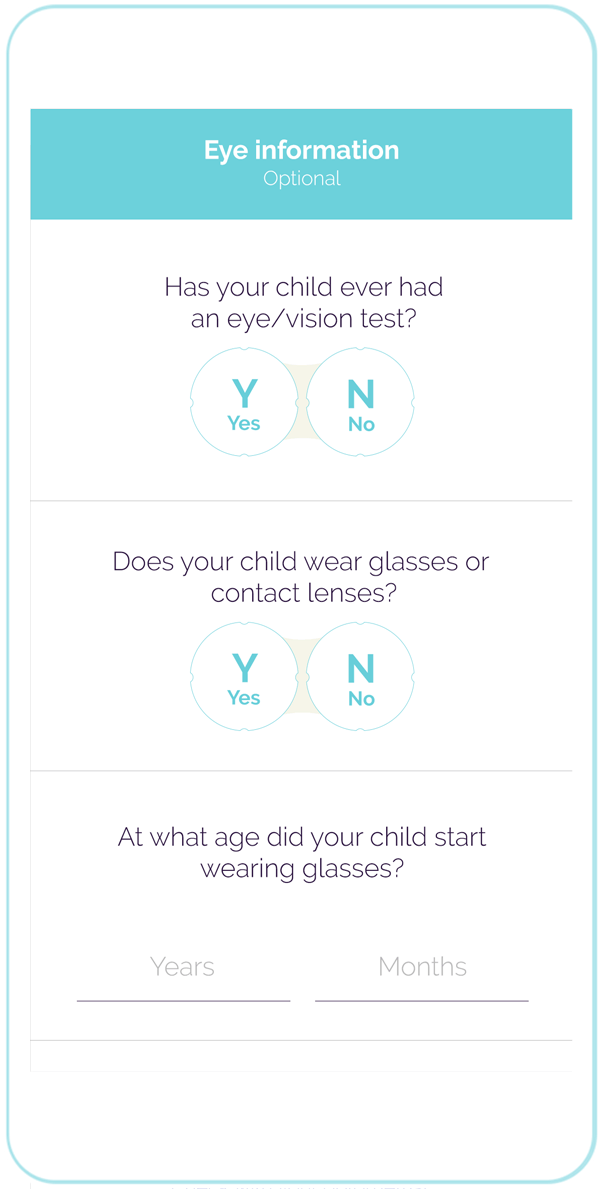 Eye information
Optional
Has your child ever had
an eye/vision test?
Y N
Yes No
Does your child wear glasses or
contact lenses?
Y N
Yes No
At what age did your child start
wearing glasses?
Years Months